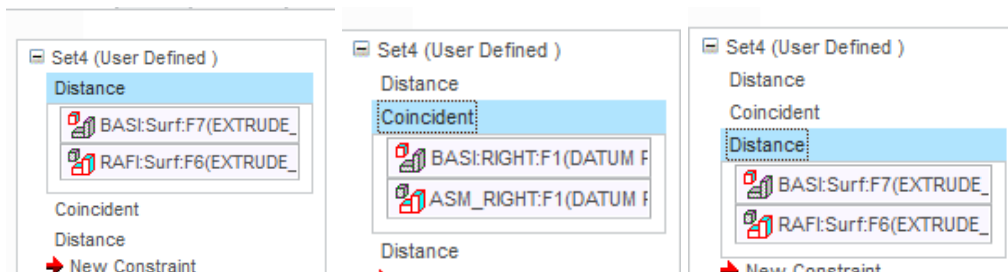 Set4 (User Defined )
Distance
BASI:Surf:F7(EXTRUDE_
RAFI:Surf:F6(EXTRUDE_
Coincident
Distance
New Constraint
Set4 (User Defined )
Distance
Coincident
BASI:RIGHT:F1(DATUM F
ASM_RIGHT:F1(DATUM F
Distance
Set4 (User Defined )
Distance
Coincident
Distance
BASI:Surf:F7(EXTRUDE_
RAFI:Surf:F6(EXTRUDE_
New Constraint